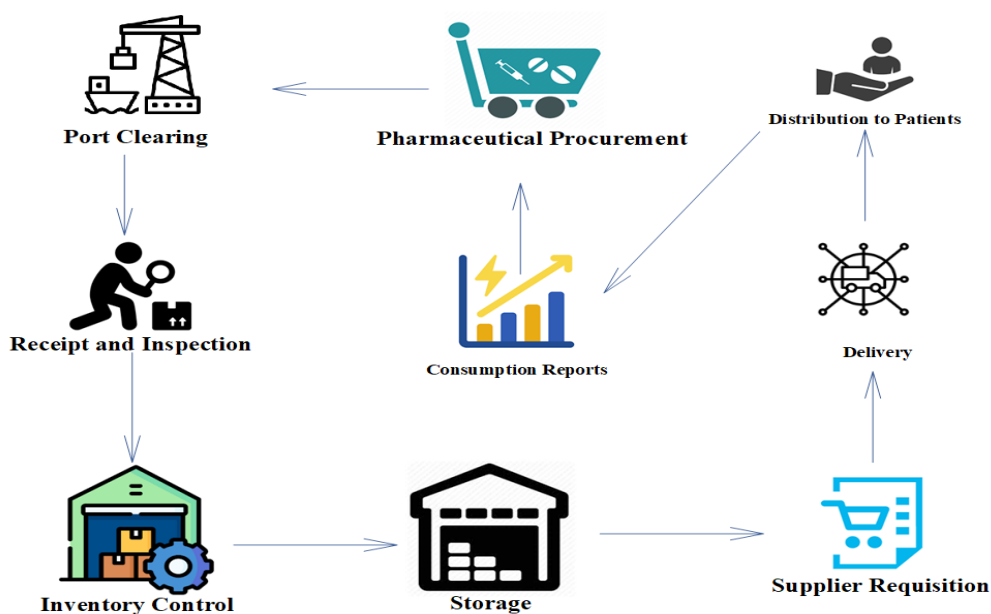 Port Clearing
Pharmaceutical Procurement
Distribution to Patients
Receipt and Inspection
Consumption Reports
Delivery
Inventory Control
Storage
Supplier Requisition